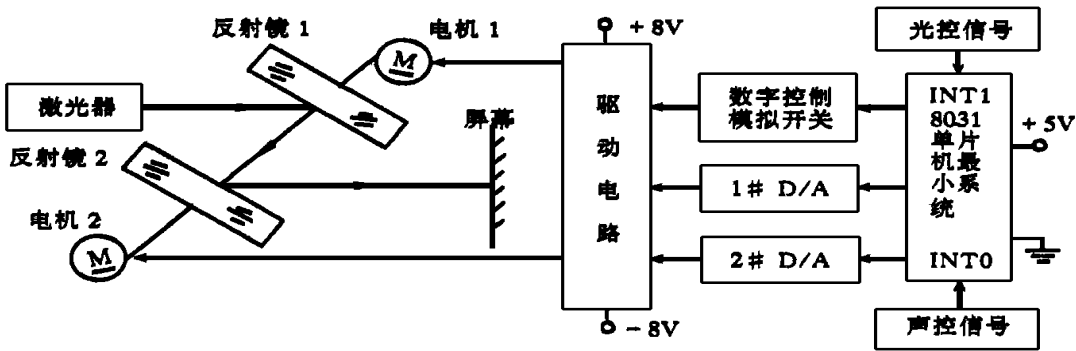 反射镜 1
电机 1
+ 8V
光控信号
M
激光器
屏幕
驱动电路
数字控制
模拟开关
INT1
8031
单片
机最
小系
统
+ 5V
反射镜 2
1# D/A
电机 2
M
2# D/A
INT0
- 8V
声控信号